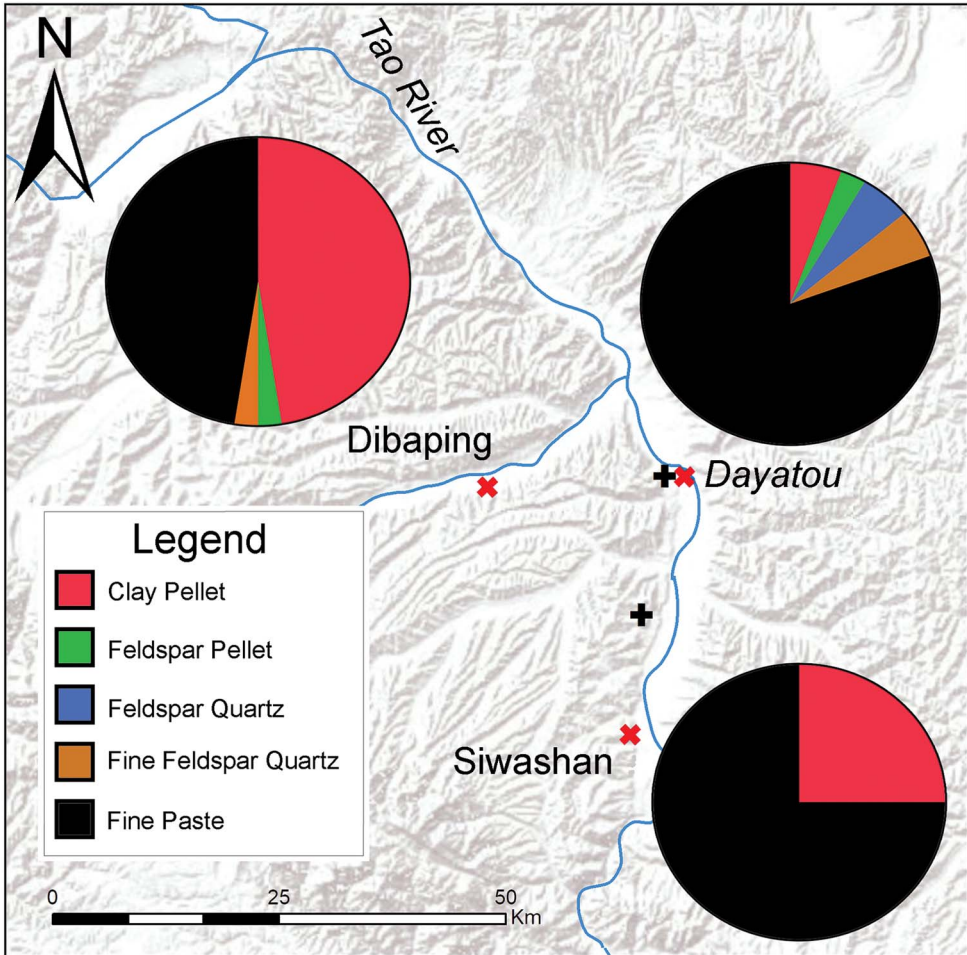 N
Tao River
Dibaping
Dayatou
Siwashan
Legend
Clay Pellet
Feldspar Pellet
Feldspar Quartz
Fine Feldspar Quartz
Fine Paste
0 25 50
Km